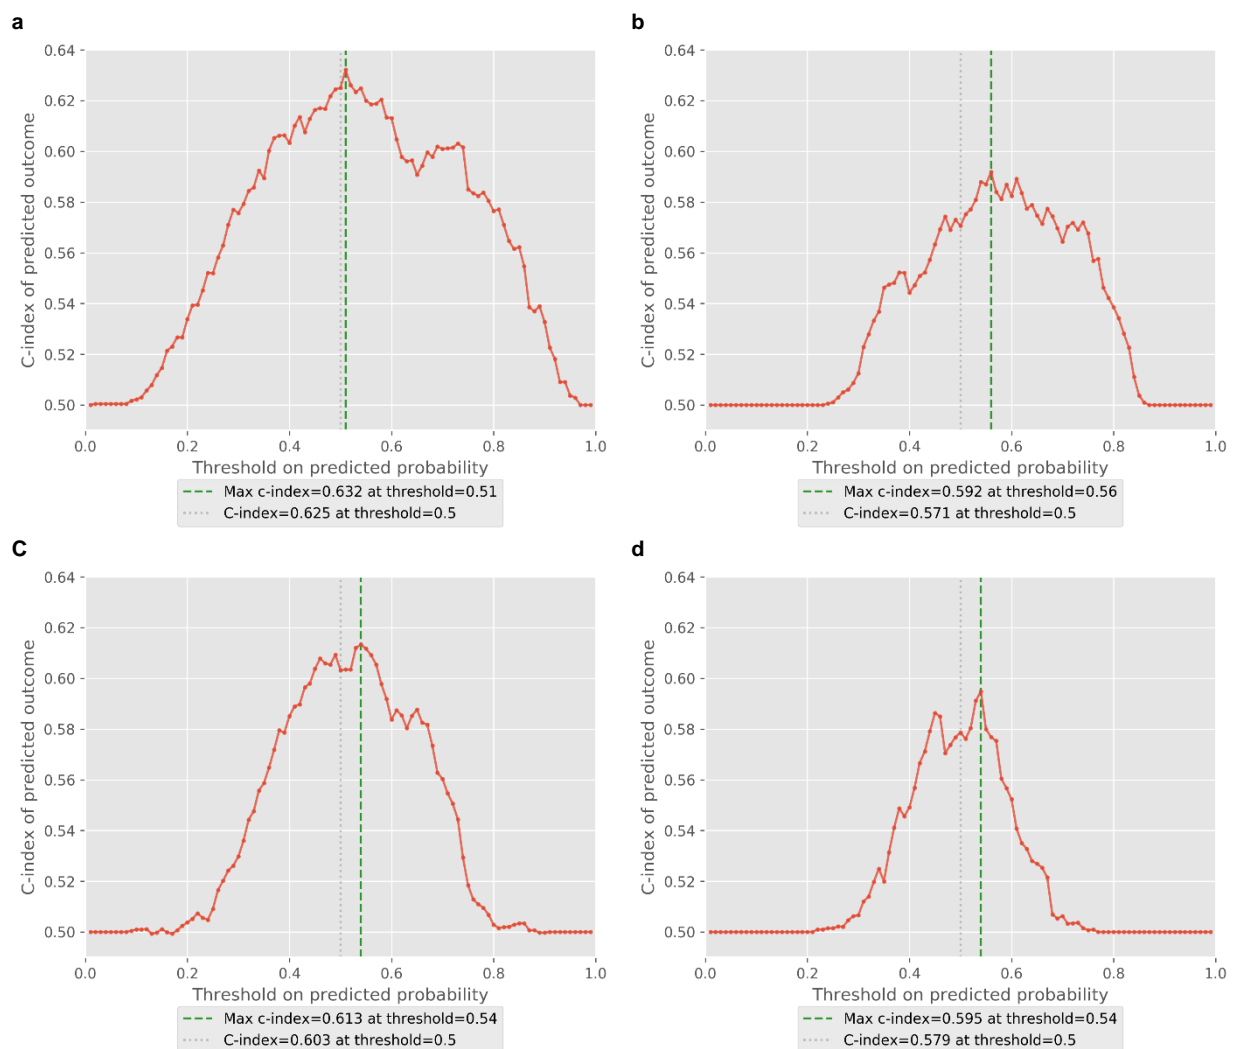 a
0.64
0.62
0.60
0.58
0.56
0.54
0.52
0.50
C-index of predicted outcome
0.0 0.2 0.4 0.6 0.8 1.0
Threshold on predicted probability
Max c-index=0.632 at threshold=0.51
C-index=0.625 at threshold=0.5
b
0.64
0.62
0.60
0.58
0.56
0.54
0.52
0.50
C-index of predicted outcome
0.0 0.2 0.4 0.6 0.8 1.0
Threshold on predicted probability
Max c-index=0.592 at threshold=0.56
C-index=0.571 at threshold=0.5
C
0.64
0.62
0.60
0.58
0.56
0.54
0.52
0.50
C-index of predicted outcome
0.0 0.2 0.4 0.6 0.8 1.0
Threshold on predicted probability
Max c-index=0.613 at threshold=0.54
C-index=0.603 at threshold=0.5
d
0.64
0.62
0.60
0.58
0.56
0.54
0.52
0.50
C-index of predicted outcome
0.0 0.2 0.4 0.6 0.8 1.0
Threshold on predicted probability
Max c-index=0.595 at threshold=0.54
C-index=0.579 at threshold=0.5